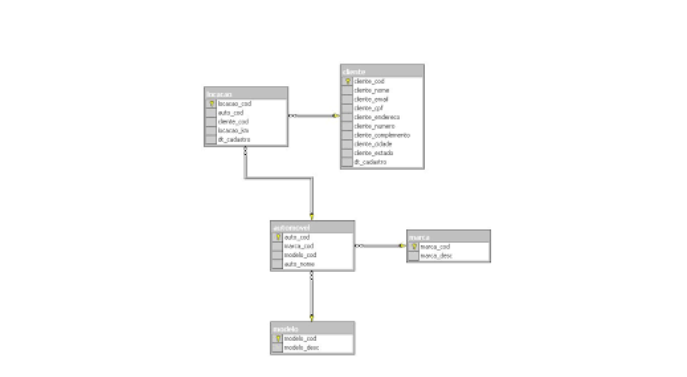 cliente
cliente_cod
cliente_nome
cliente_email
cliente_cpf
cliente_endereco
cliente_numero
cliente_complemento
cliente_cidade
cliente_estado
dt_cadastro
locacao
locacao_cod
auto_cod
cliente_cod
dt_cadastro
automovel
auto_cod
marca_cod
modelo_cod
auto_nome
marca
marca_cod
marca_desc
modelo
modelo_cod
modelo_desc